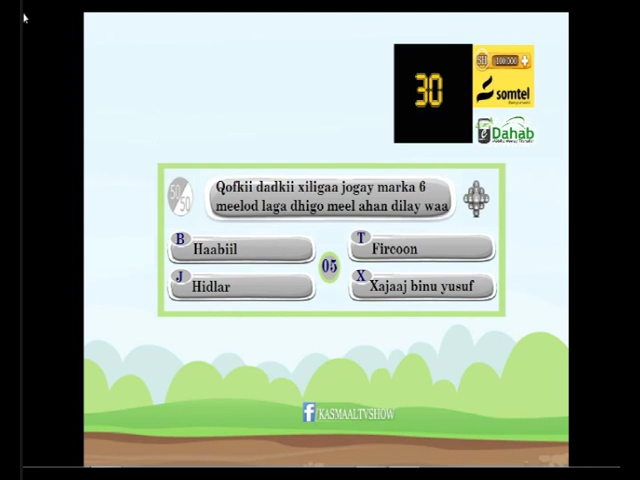 30
SH 100.000 +
somtel
Dahab
50
50
Qofkii dadkii xiligaa jogay marka 6
meelod laga dhigo meel ahan dilay waa
B Haabiil
T Fircoon
05
J Hidlar
X Xajaaj binu yusuf
f KASMAALTVSHOW